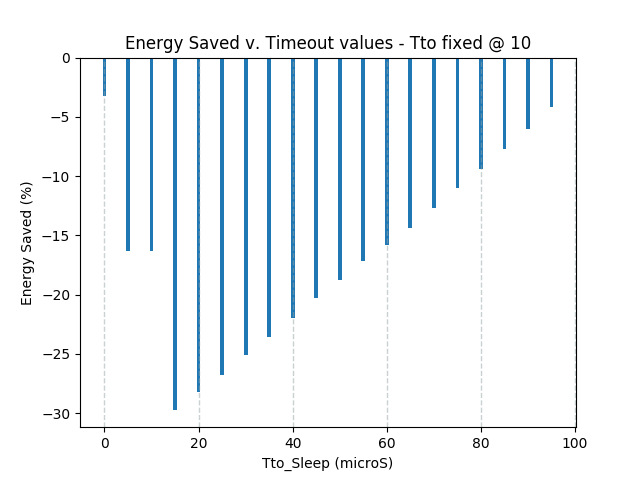 Energy Saved v. Timeout values - Tto fixed @ 10
Energy Saved (%)
0
−5
−10
−15
−20
−25
−30
0 20 40 60 80 100
Tto_Sleep (microS)